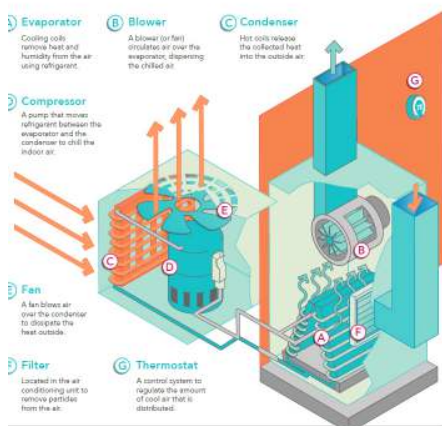 A Evaporator
Cooling coils
remove heat and
humidity from the air
using refrigerant.
B Blower
A blower (or fan)
circulates air over the
evaporator, dispersing
the chilled air.
C Condenser
Hot coils release
the collected heat
into the outside air.
D Compressor
A pump that moves
refrigerant between the
evaporator and the
condenser to chill the
indoor air.
E Fan
A fan blows air
over the condenser
to dissipate the
heat outside.
F Filter
Located in the air
conditioning unit to
remove particles
from the air.
G Thermostat
A control system to
regulate the amount
of cool air that is
distributed.
G
E
B
C
D
F
A